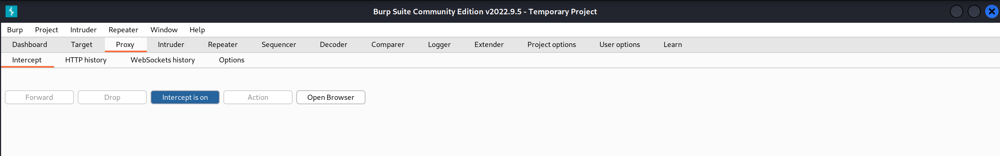 Burp Suite Community Edition v2022.9.5 - Temporary Project
Burp Project Intruder Repeater Window Help
Dashboard Target Proxy Intruder Repeater Sequencer Decoder Comparer Logger Extender Project options User options Learn
Intercept HTTP history WebSockets history Options
Forward Drop Intercept is on Action Open Browser